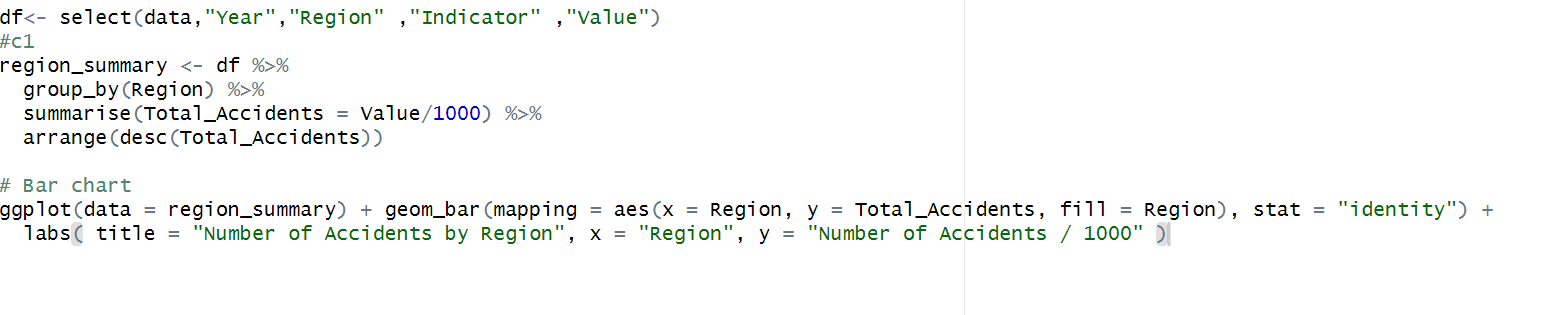 df<- select(data,"Year","Region" ,"Indicator" ,"Value")
#c1
region_summary <- df %>%
  group_by(Region) %>%
  summarise(Total_Accidents = Value/1000) %>%
  arrange(desc(Total_Accidents))

# Bar chart
ggplot(data = region_summary) + geom_bar(mapping = aes(x = Region, y = Total_Accidents, fill = Region), stat = "identity") +
  labs( title = "Number of Accidents by Region", x = "Region", y = "Number of Accidents / 1000" )